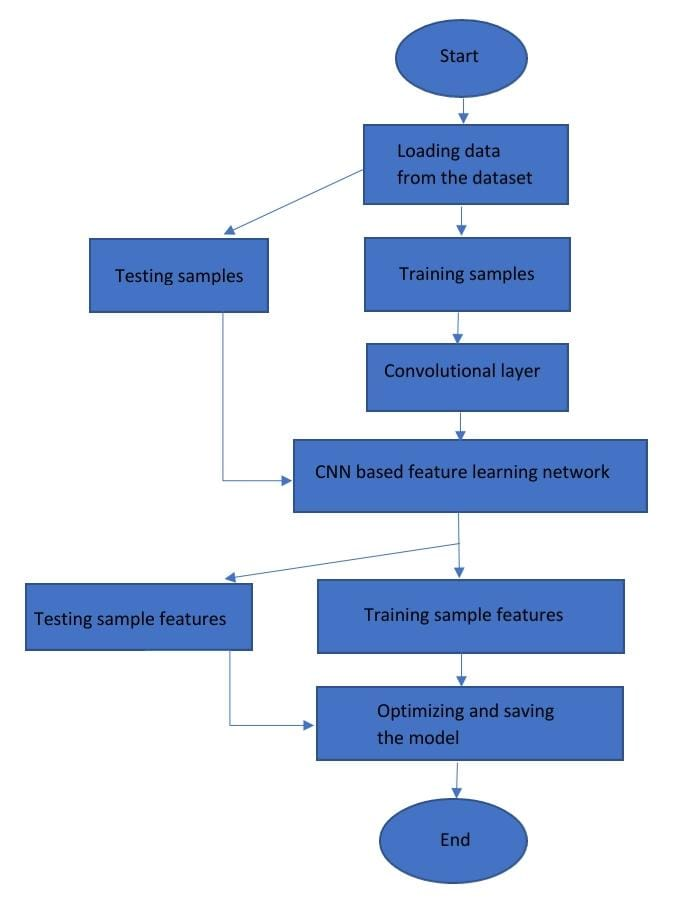 Start
Loading data
from the dataset
Testing samples
Training samples
Convolutional layer
CNN based feature learning network
Testing sample features
Training sample features
Optimizing and saving
the model
End